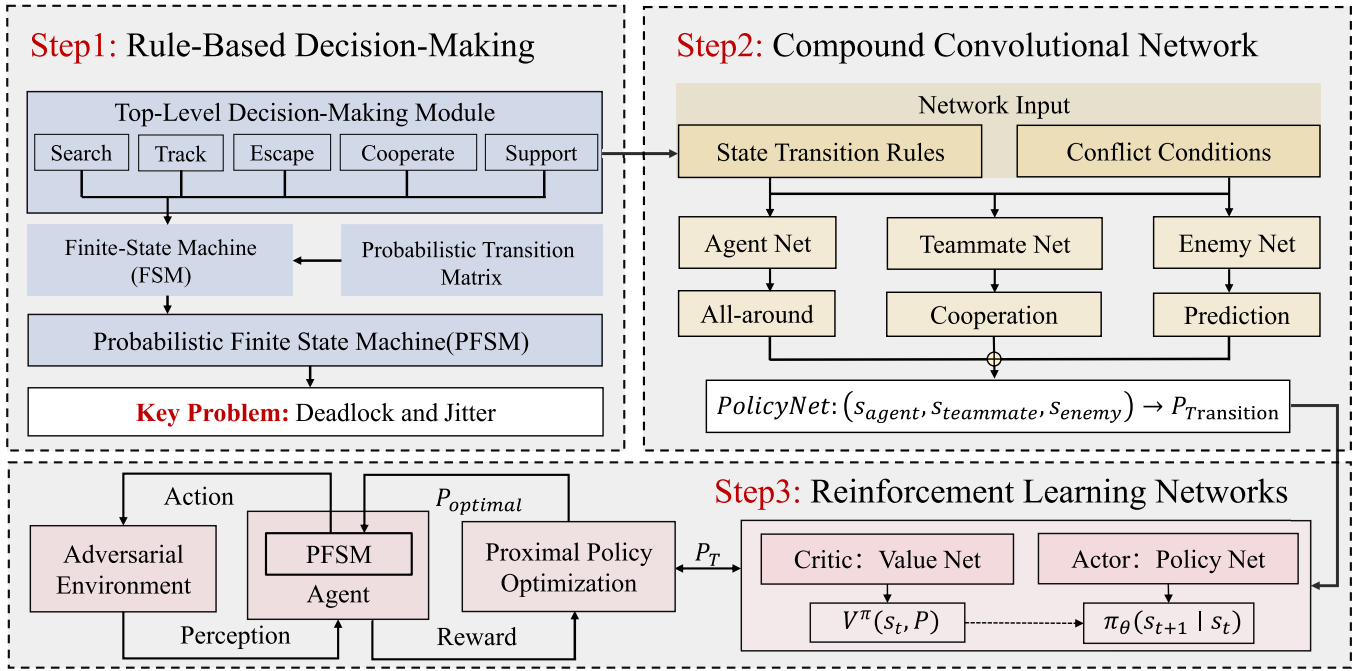 Step1: Rule-Based Decision-Making
Top-Level Decision-Making Module
Search
Track
Escape
Cooperate
Support
Finite-State Machine
(FSM)
Probabilistic Transition
Matrix
Probabilistic Finite State Machine(PFSM)
Key Problem: Deadlock and Jitter
Step2: Compound Convolutional Network
Network Input
State Transition Rules
Conflict Conditions
Agent Net
Teammate Net
Enemy Net
All-around
Cooperation
Prediction
PolicyNet: (s_agent, s_teammate, s_enemy) → P_Transition
Step3: Reinforcement Learning Networks
Action
P_optimal
Adversarial
Environment
PFSM
Agent
Proximal Policy
Optimization
P_T
Perception
Reward
Critic：Value Net
Actor：Policy Net
V^π(s_t, P)
π_θ(s_{t+1} | s_t)